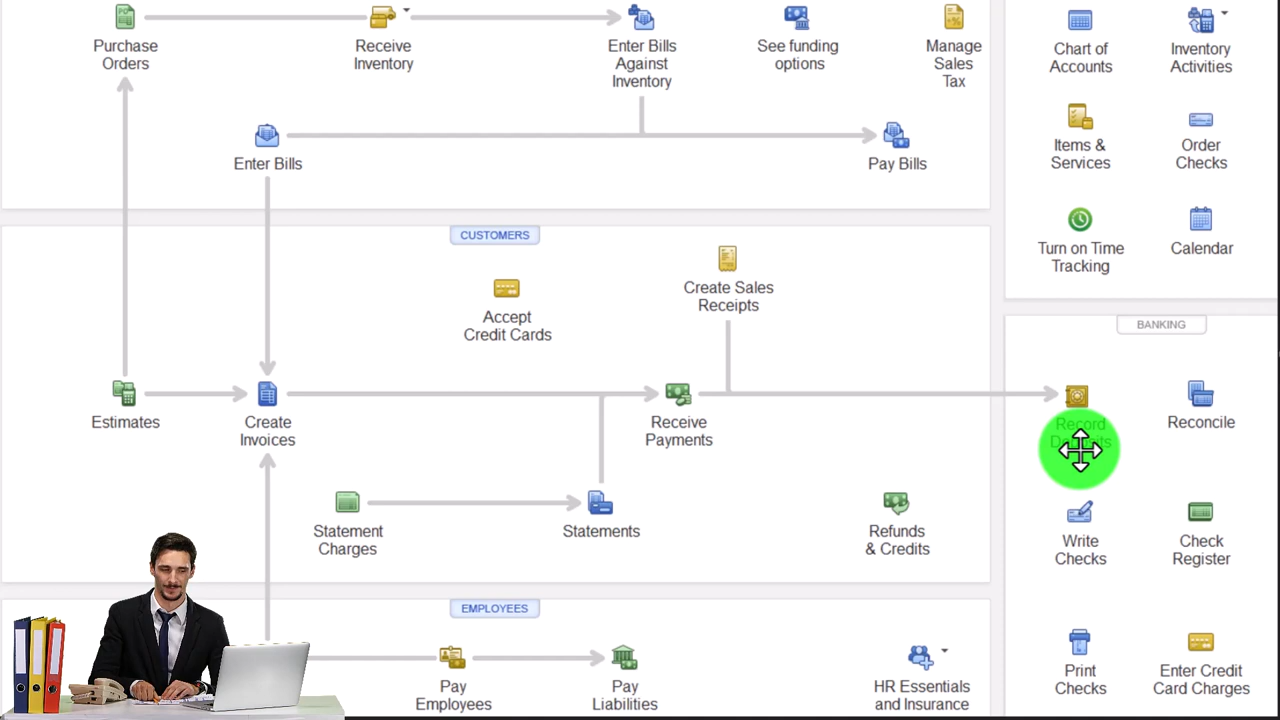 Purchase
Orders
Receive
Inventory
Enter Bills
Against
Inventory
See funding
options
Manage
Sales
Tax
Chart of
Accounts
Inventory
Activities
Enter Bills
Pay Bills
Items &
Services
Order
Checks
Turn on Time
Tracking
Calendar
CUSTOMERS
Accept
Credit Cards
Create Sales
Receipts
BANKING
Estimates
Create
Invoices
Receive
Payments
Record
Deposits
Reconcile
Statement
Charges
Statements
Refunds
& Credits
Write
Checks
Check
Register
EMPLOYEES
Pay
Employees
Pay
Liabilities
HR Essentials
and Insurance
Print
Checks
Enter Credit
Card Charges